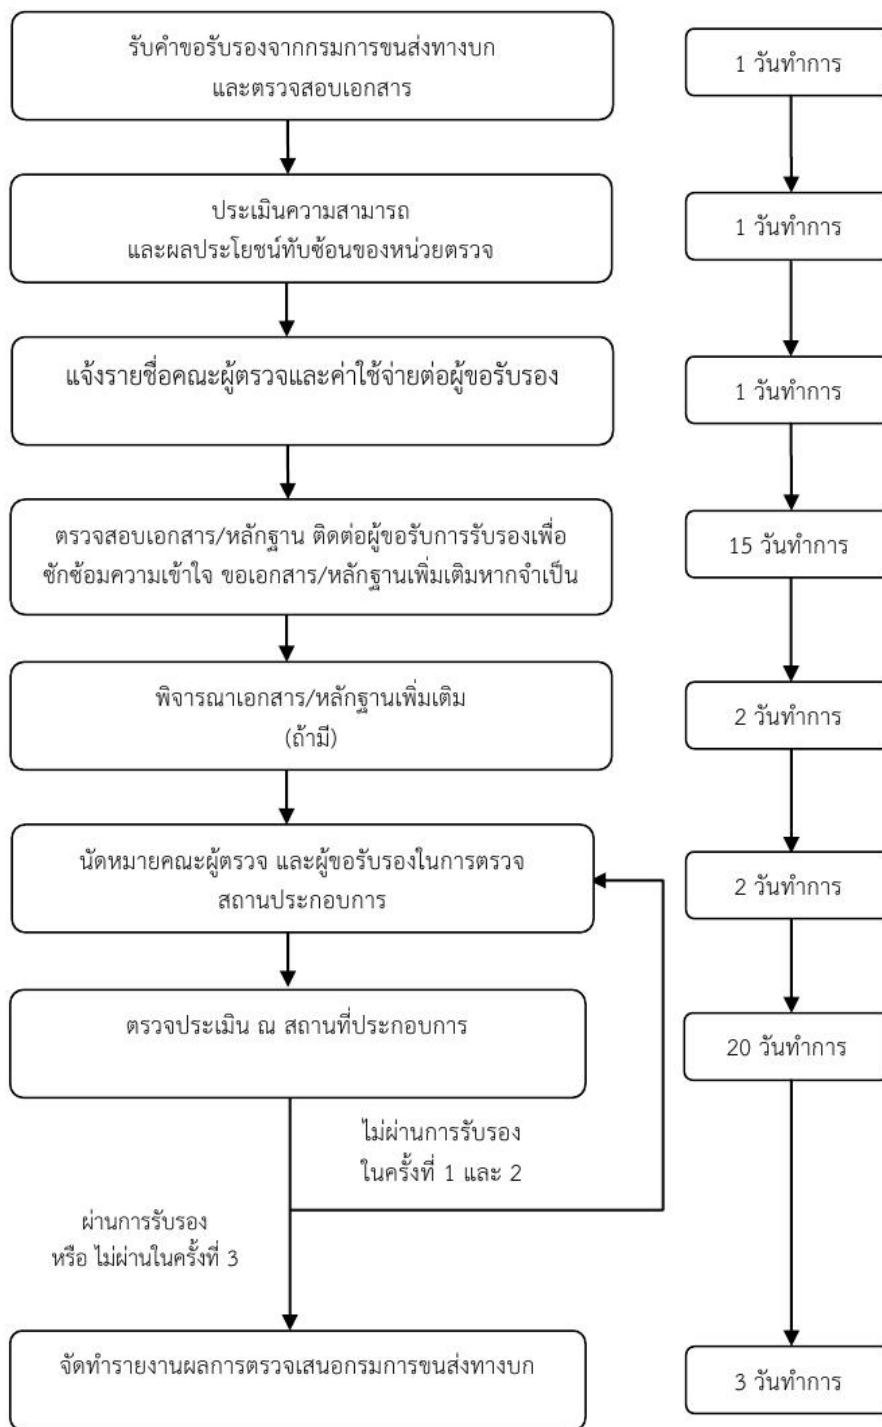 รับคำขอรับรองจากกรมการขนส่งทางบก
และตรวจสอบเอกสาร
1 วันทำการ
ประเมินความสามารถ
และผลประโยชน์ทับซ้อนของหน่วยตรวจ
1 วันทำการ
แจ้งรายชื่อคณะผู้ตรวจและค่าใช้จ่ายต่อผู้ขอรับรอง
1 วันทำการ
ตรวจสอบเอกสาร/หลักฐาน ติดต่อผู้ขอรับการรับรองเพื่อ
ซักซ้อมความเข้าใจ ขอเอกสาร/หลักฐานเพิ่มเติมหากจำเป็น
15 วันทำการ
พิจารณาเอกสาร/หลักฐานเพิ่มเติม
(ถ้ามี)
2 วันทำการ
นัดหมายคณะผู้ตรวจ และผู้ขอรับรองในการตรวจ
สถานประกอบการ
2 วันทำการ
ตรวจประเมิน ณ สถานที่ประกอบการ
20 วันทำการ
ไม่ผ่านการรับรอง
ในครั้งที่ 1 และ 2
ผ่านการรับรอง
หรือ ไม่ผ่านในครั้งที่ 3
จัดทำรายงานผลการตรวจเสนอกรมการขนส่งทางบก
3 วันทำการ